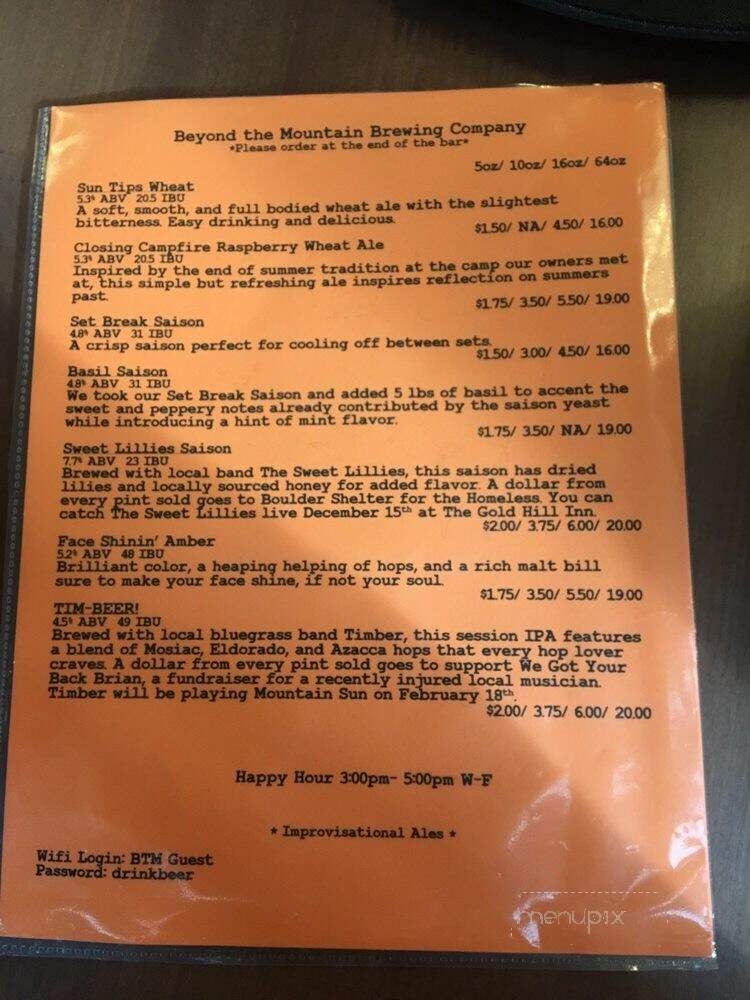 Beyond the Mountain Brewing Company
*Please order at the end of the bar*
5oz/ 10oz/ 16oz/ 64oz
Sun Tips Wheat
5.3% ABV 20.5 IBU
A soft, smooth, and full bodied wheat ale with the slightest
bitterness. Easy drinking and delicious.
$1.50/ NA/ 4.50/ 16.00
Closing Campfire Raspberry Wheat Ale
5.3% ABV 20.5 IBU
Inspired by the end of summer tradition at the camp our owners met
at, this simple but refreshing ale inspires reflection on summers
past.
$1.75/ 3.50/ 5.50/ 19.00
Set Break Saison
4.8% ABV 31 IBU
A crisp saison perfect for cooling off between sets.
$1.50/ 3.00/ 4.50/ 16.00
Basil Saison
4.8% ABV 31 IBU
We took our Set Break Saison and added 5 lbs of basil to accent the
sweet and peppery notes already contributed by the saison yeast
while introducing a hint of mint flavor.
$1.75/ 3.50/ NA/ 19.00
Sweet Lillies Saison
7.7% ABV 23 IBU
Brewed with local band The Sweet Lillies, this saison has dried
lilies and locally sourced honey for added flavor. A dollar from
every pint sold goes to Boulder Shelter for the Homeless. You can
catch The Sweet Lillies live December 15th at The Gold Hill Inn.
$2.00/ 3.75/ 6.00/ 20.00
Face Shinin' Amber
5.2% ABV 48 IBU
Brilliant color, a heaping helping of hops, and a rich malt bill
sure to make your face shine, if not your soul.
$1.75/ 3.50/ 5.50/ 19.00
TIM-BEER!
4.5% ABV 49 IBU
Brewed with local bluegrass band Timber, this session IPA features
a blend of Mosiac, Eldorado, and Azacca hops that every hop lover
craves. A dollar from every pint sold goes to support We Got Your
Back Brian, a fundraiser for a recently injured local musician.
Timber will be playing Mountain Sun on February 18th.
$2.00/ 3.75/ 6.00/ 20.00
Happy Hour 3:00pm- 5:00pm W-F
* Improvisational Ales *
Wifi Login: BTM Guest
Password: drinkbeer
menupix